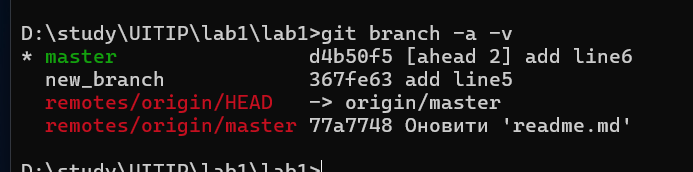 D:\study\UITIP\lab1\lab1>git branch -a -v
* master                d4b50f5 [ahead 2] add line6
  new_branch            367fe63 add line5
  remotes/origin/HEAD   -> origin/master
  remotes/origin/master 77a7748 Оновити 'readme.md'
D:\study\UITIP\lab1\lab1>